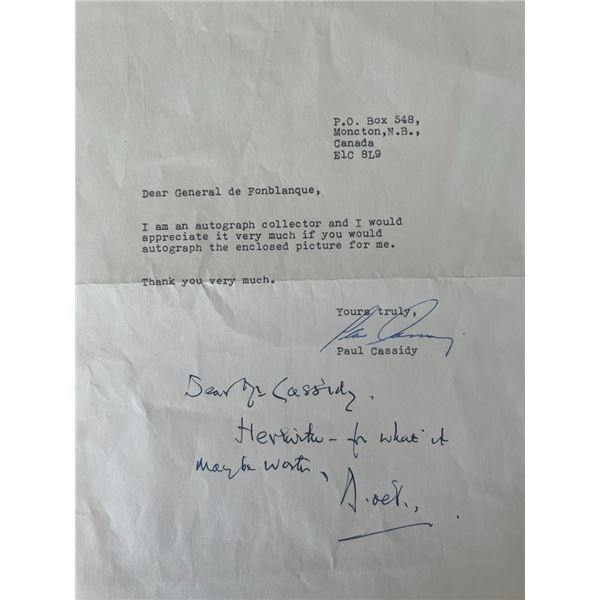 P.O. Box 548,
Moncton,N.B.,
Canada
ElC 8L9
Dear General de Fonblanque,
I am an autograph collector and I would
appreciate it very much if you would
autograph the enclosed picture for me.
Thank you very much.
Yours truly,
Paul Cassidy
Dear Mr Cassidy.
Herewith - for what it
may be worth,